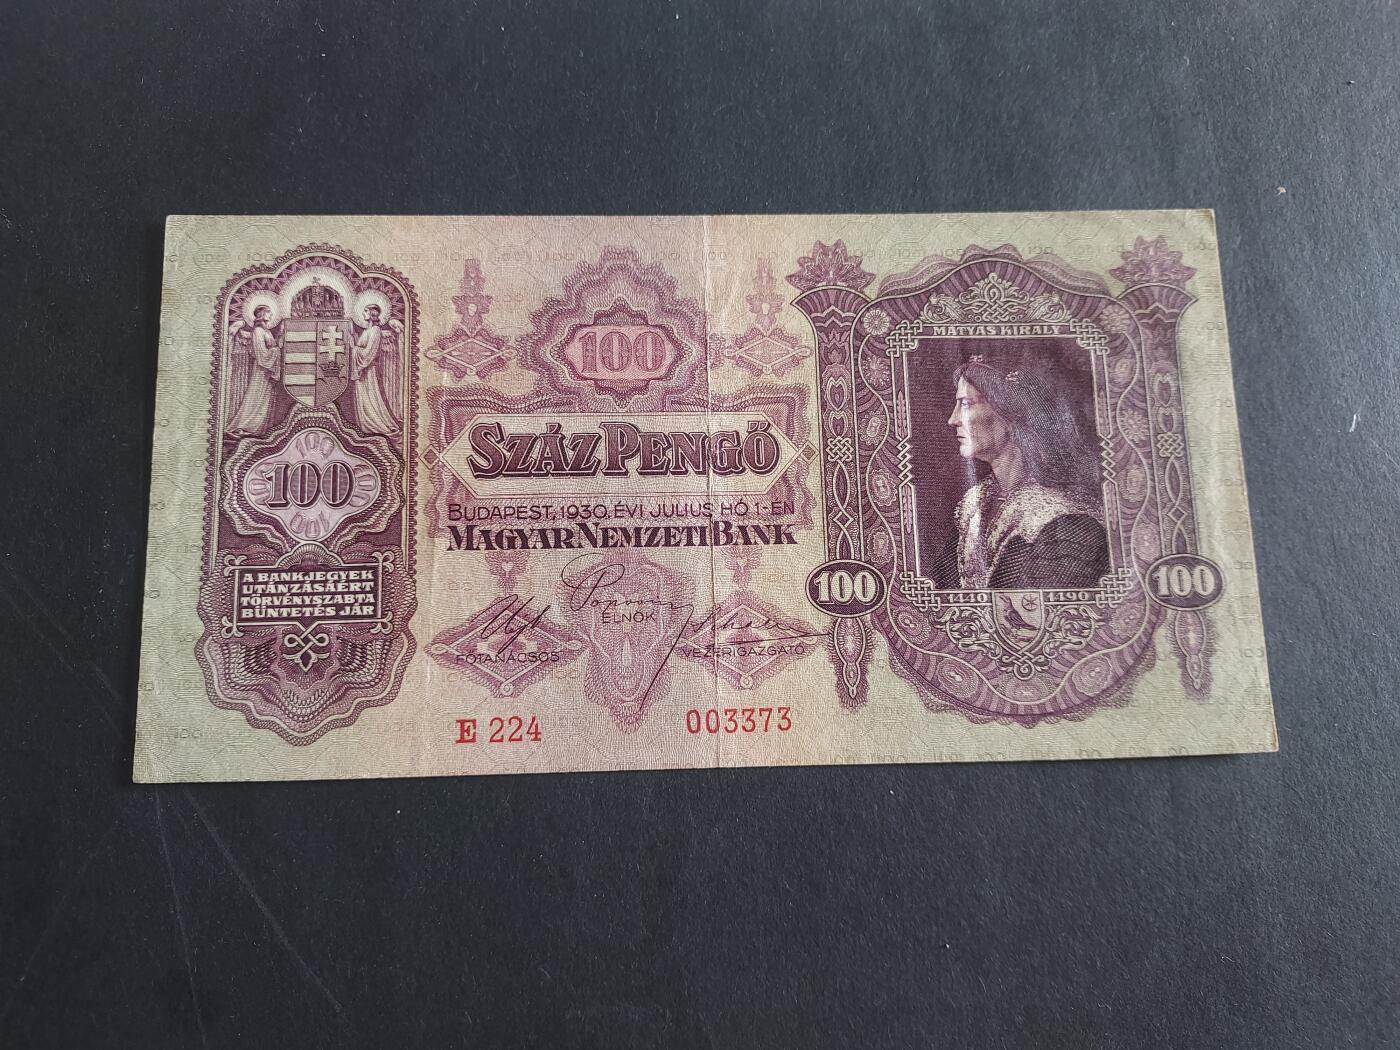 100
SZÁZ PENGŐ
BUDAPEST, 1930. ÉVI JULIUS HÓ 1-ÉN
MAGYAR NEMZETI BANK
100
A BANKJEGYEK
UTÁNZÁSÁÉRT
TÖRVÉNYSZABTA
BÜNTETÉS JÁR
FŐTANÁCSOS
ELNÖK
VEZÉRIGAZGATÓ
E 224
003373
MÁTYÁS KIRÁLY
100
1440
1490
100